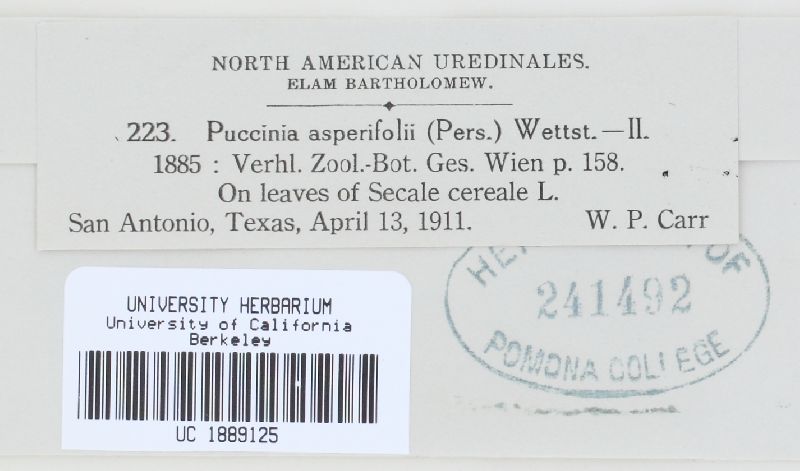 NORTH AMERICAN UREDINALES.
ELAM BARTHOLOMEW.
223. Puccinia asperifolii (Pers.) Wettst.—II.
1885 : Verhl. Zool.-Bot. Ges. Wien p. 158.
On leaves of Secale cereale L.
San Antonio, Texas, April 13, 1911. W. P. Carr
OF
241492
POMONA COLLEGE
UNIVERSITY HERBARIUM
University of California
Berkeley
UC 1889125